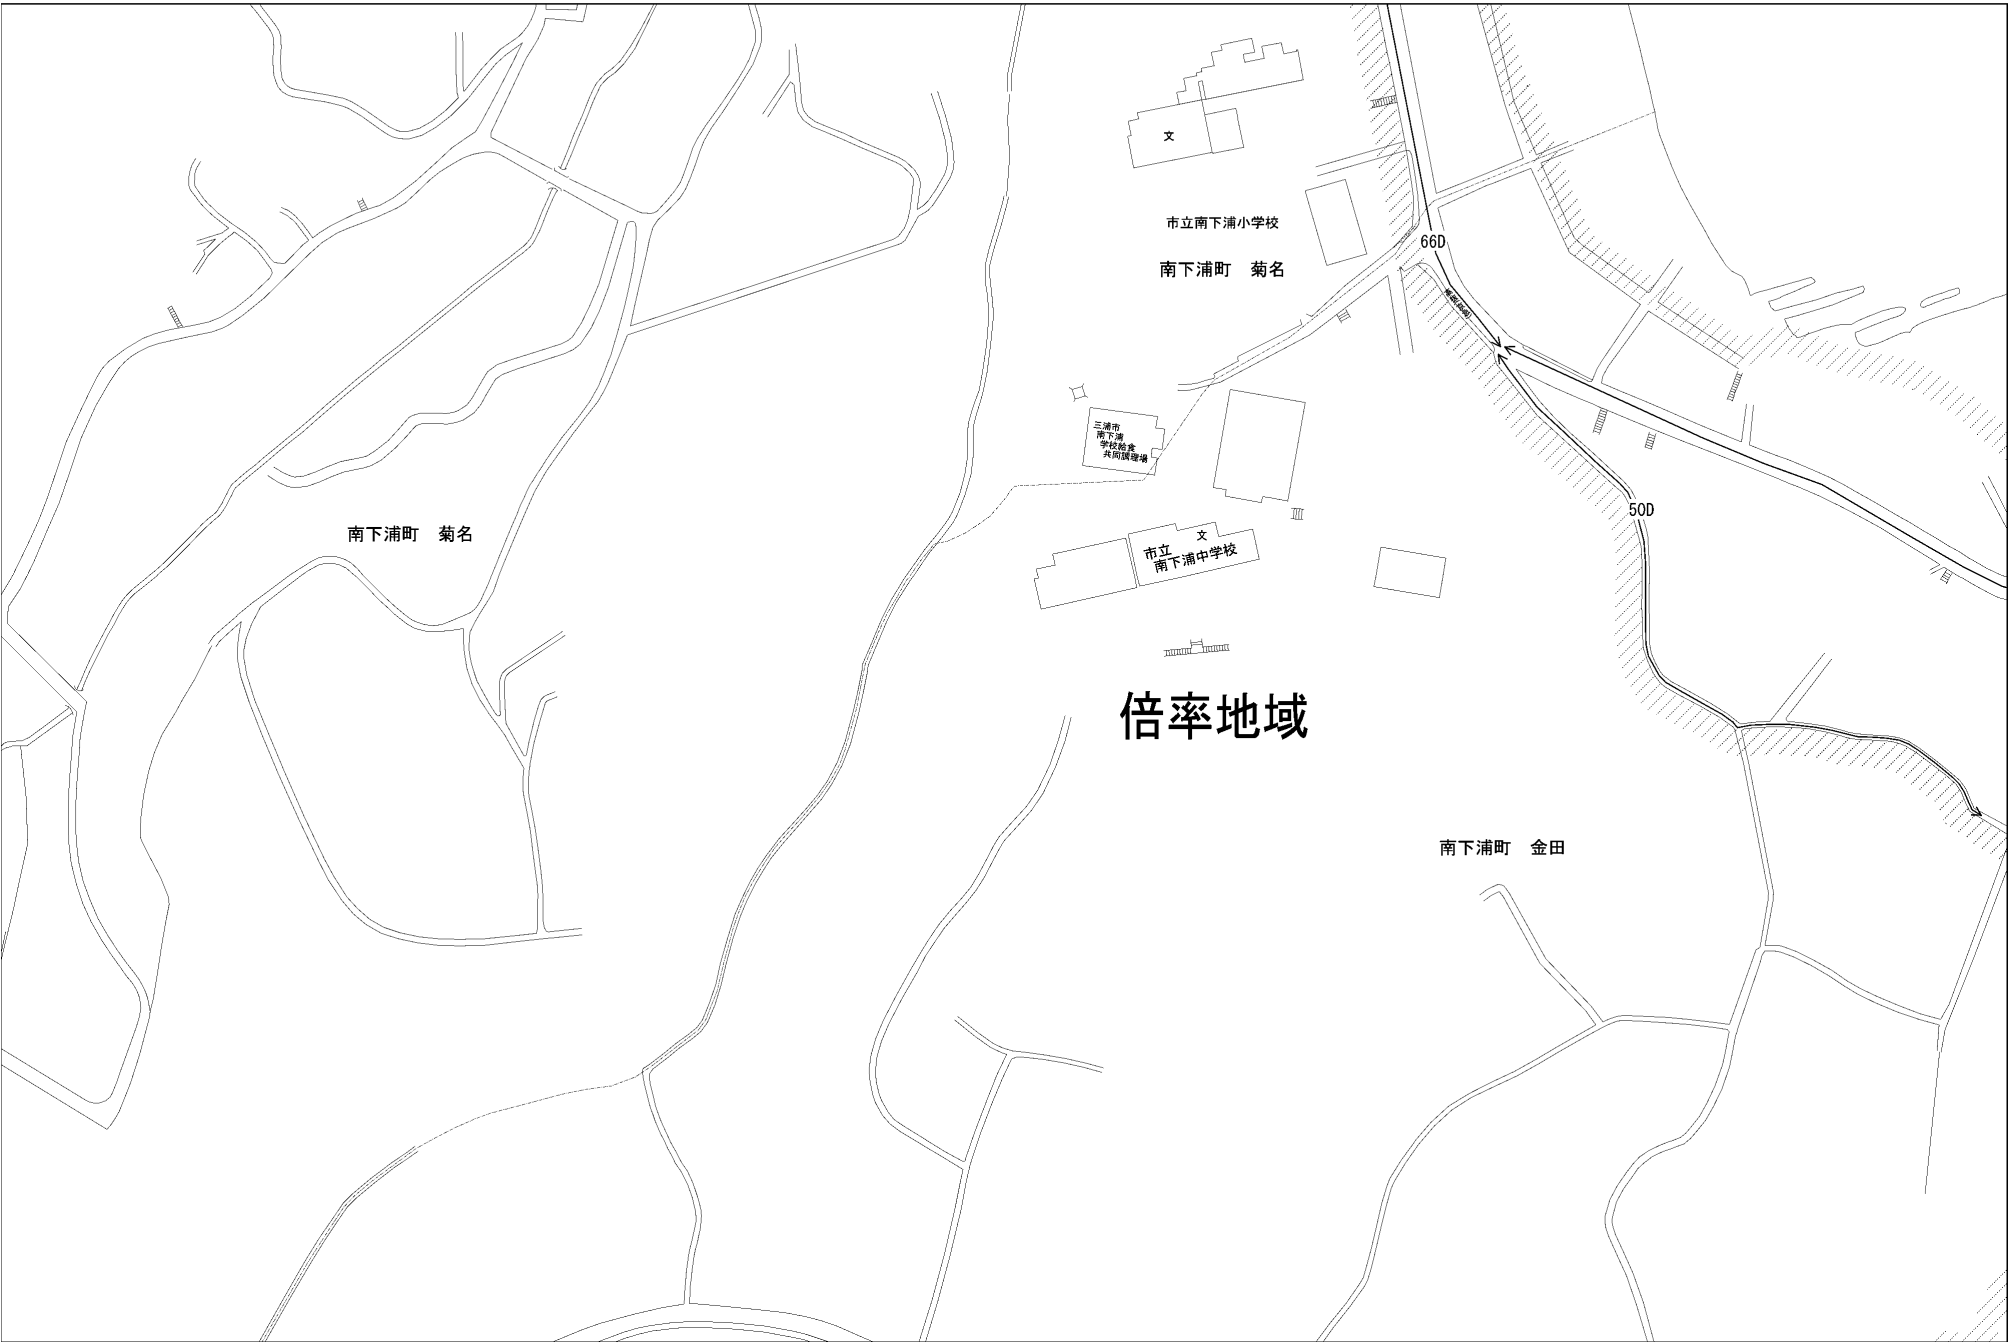 文
市立南下浦小学校
南下浦町　菊名
66D
三浦市
南下浦
学校給食
共同調理場
50D
南下浦町　菊名
文
市立
南下浦中学校
倍率地域
南下浦町　金田